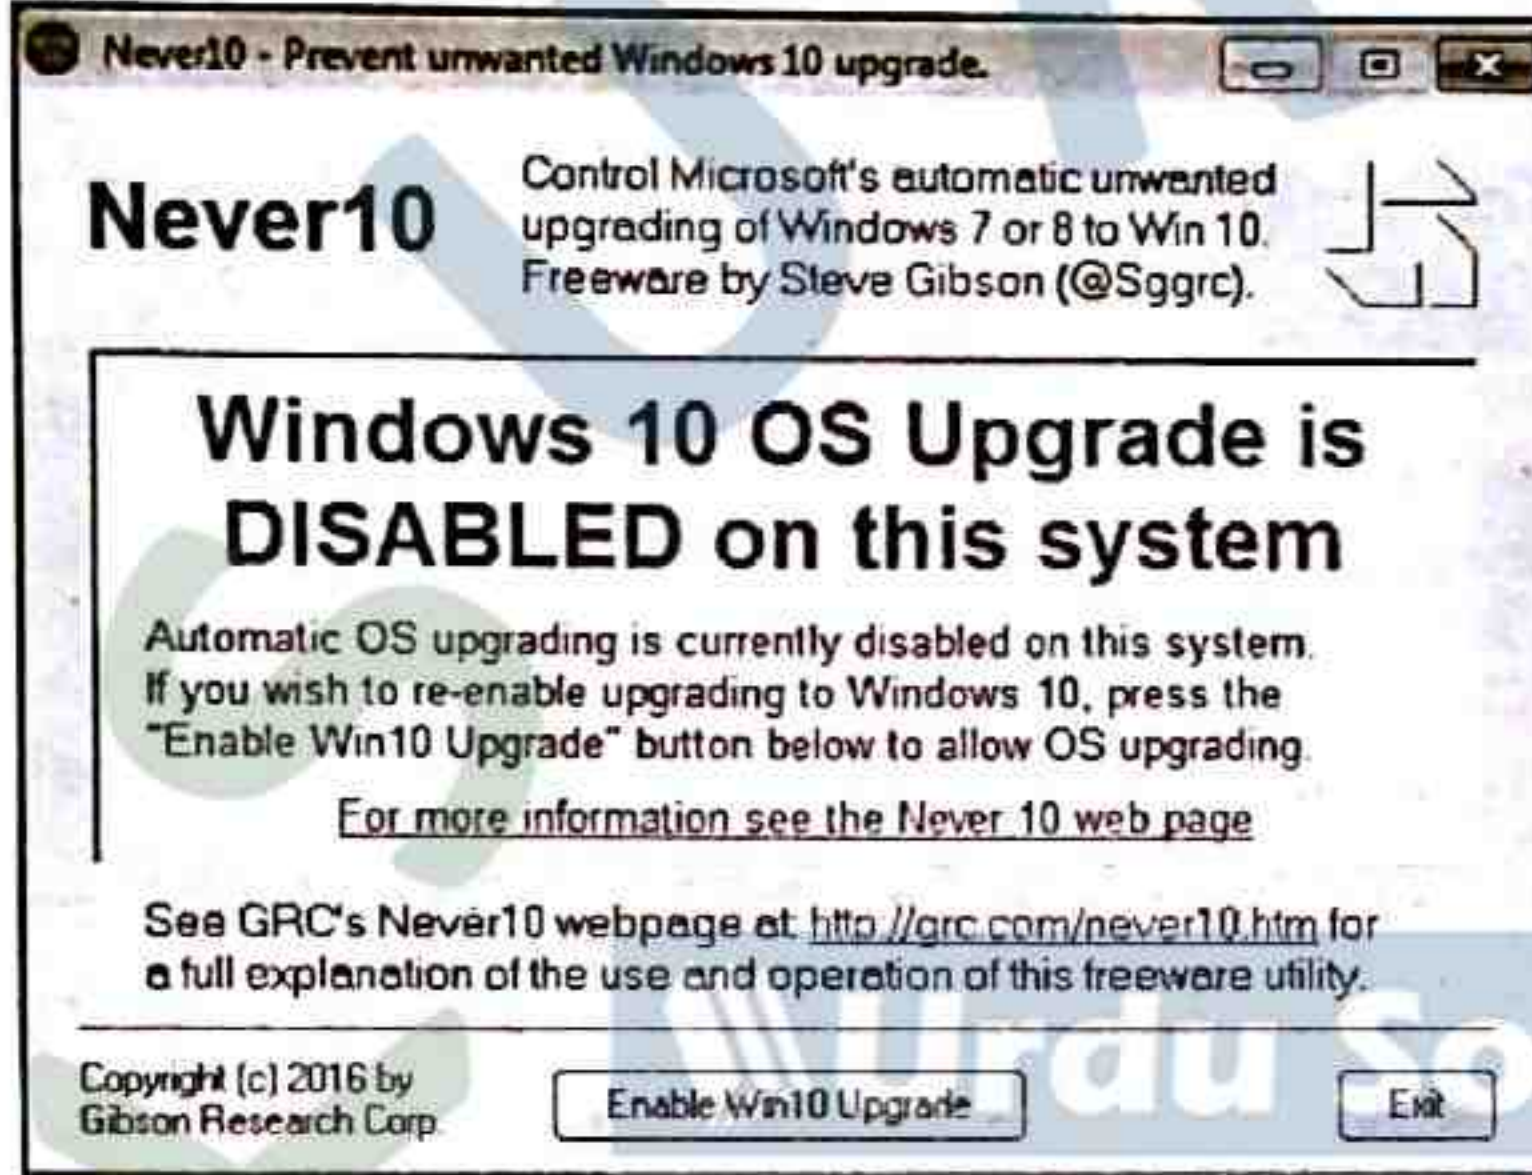 Never10 - Prevent unwanted Windows 10 upgrade.
Never10
Control Microsoft's automatic unwanted
upgrading of Windows 7 or 8 to Win 10.
Freeware by Steve Gibson (@Sggrc).
Windows 10 OS Upgrade is
DISABLED on this system
Automatic OS upgrading is currently disabled on this system.
If you wish to re-enable upgrading to Windows 10, press the
"Enable Win10 Upgrade" button below to allow OS upgrading.
For more information see the Never 10 web page
See GRC's Never10 webpage at http://grc.com/never10.htm for
a full explanation of the use and operation of this freeware utility.
Copyright (c) 2016 by
Gibson Research Corp.
Enable Win10 Upgrade
Exit
Urdu So